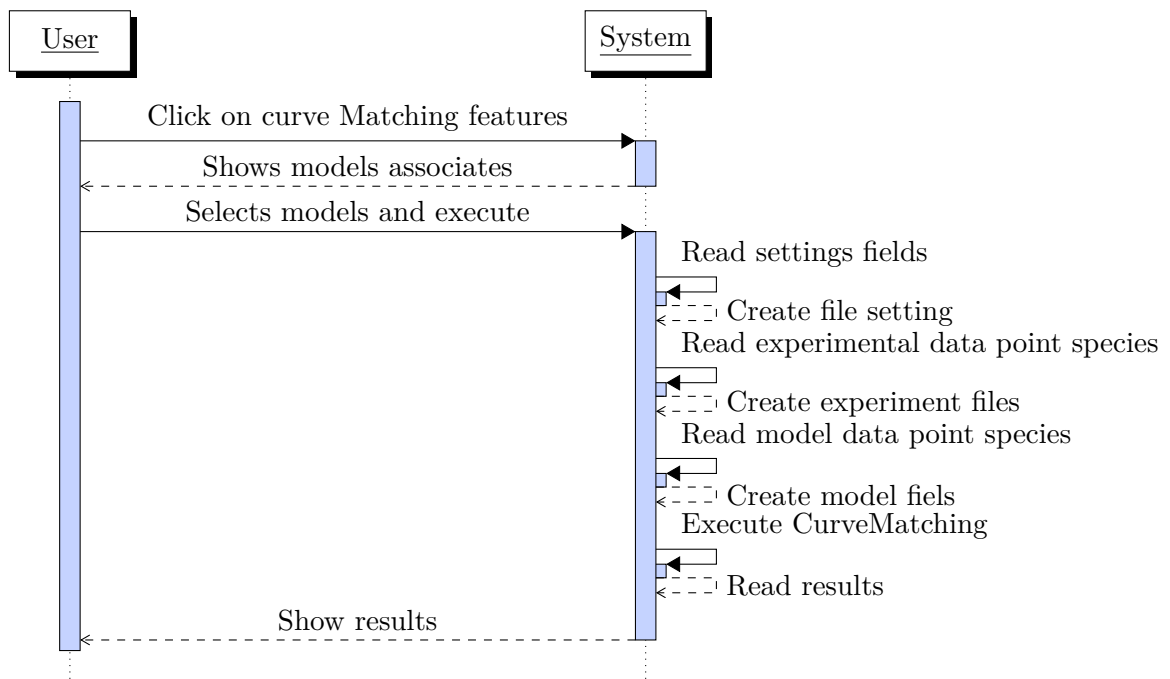 User
System
Click on curve Matching features
Shows models associates
Selects models and execute
Read settings fields
Create file setting
Read experimental data point species
Create experiment files
Read model data point species
Create model fiels
Execute CurveMatching
Read results
Show results